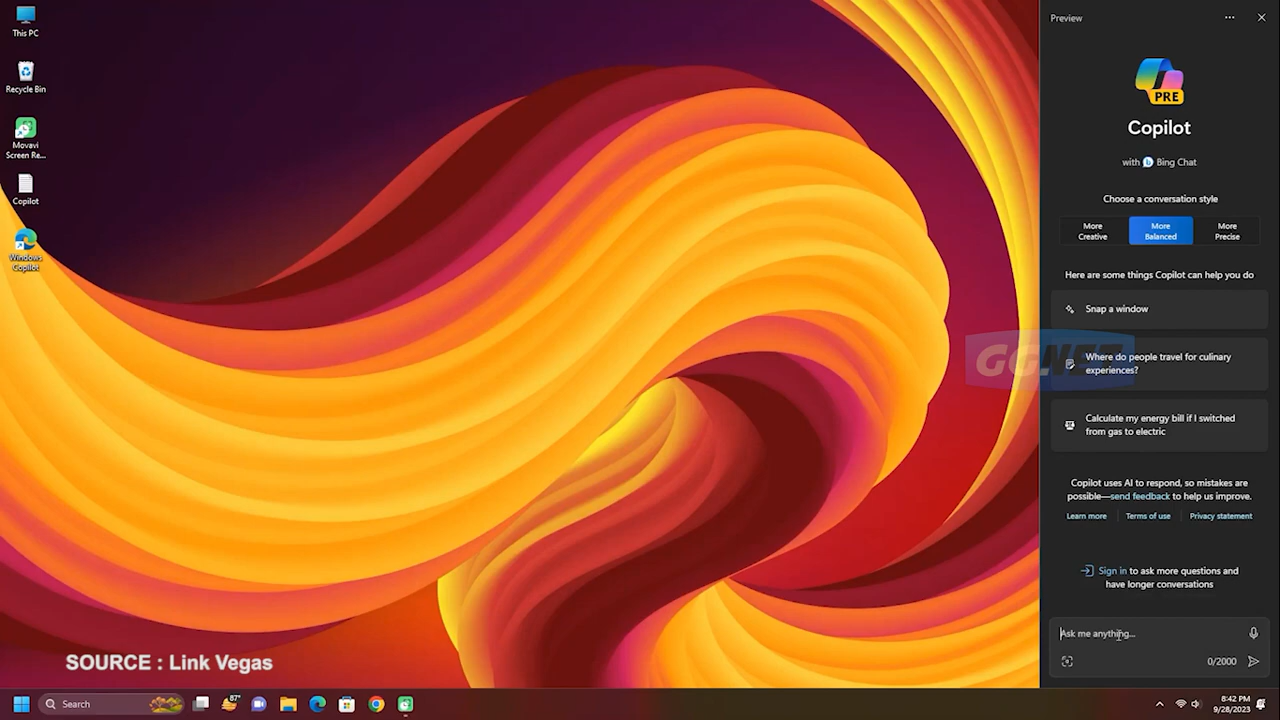 This PC
Recycle Bin
Movavi
Screen Re...
Copilot
Windows
Copilot
SOURCE : Link Vegas
Preview
PRE
Copilot
with Bing Chat
Choose a conversation style
More
Creative
More
Balanced
More
Precise
Here are some things Copilot can help you do
Snap a window
GG.NET
Where do people travel for culinary
experiences?
Calculate my energy bill if I switched
from gas to electric
Copilot uses AI to respond, so mistakes are
possible—send feedback to help us improve.
Learn more
Terms of use
Privacy statement
Sign in to ask more questions and
have longer conversations
Ask me anything...
0/2000
Search
87°
8:42 PM
9/28/2023